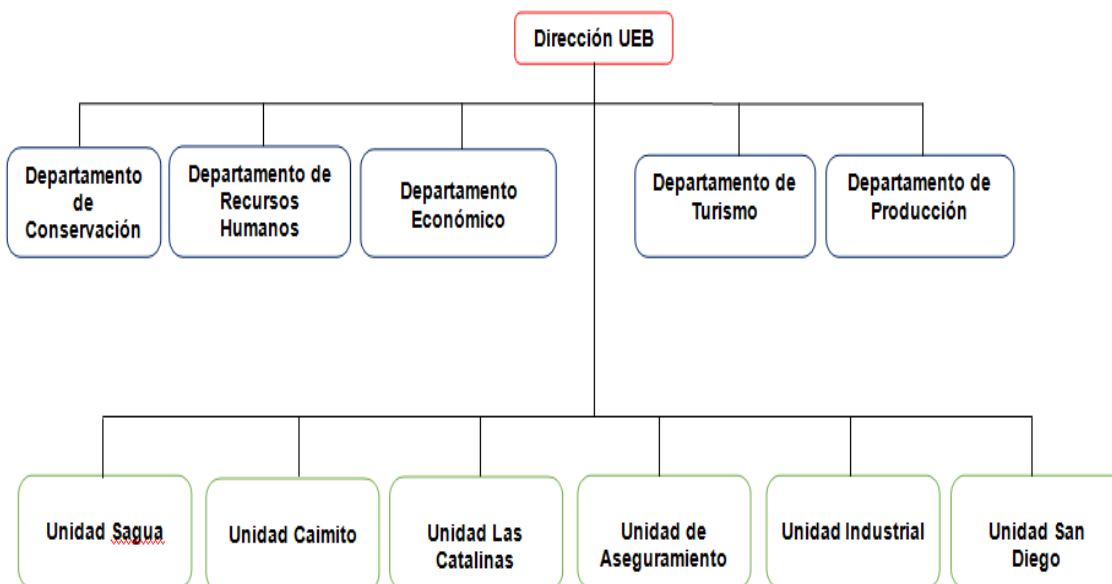 Dirección UEB
Departamento
de
Conservación
Departamento de
Recursos
Humanos
Departamento
Económico
Departamento de
Turismo
Departamento de
Producción
Unidad Sagua
Unidad Caimito
Unidad Las
Catalinas
Unidad de
Aseguramiento
Unidad Industrial
Unidad San
Diego